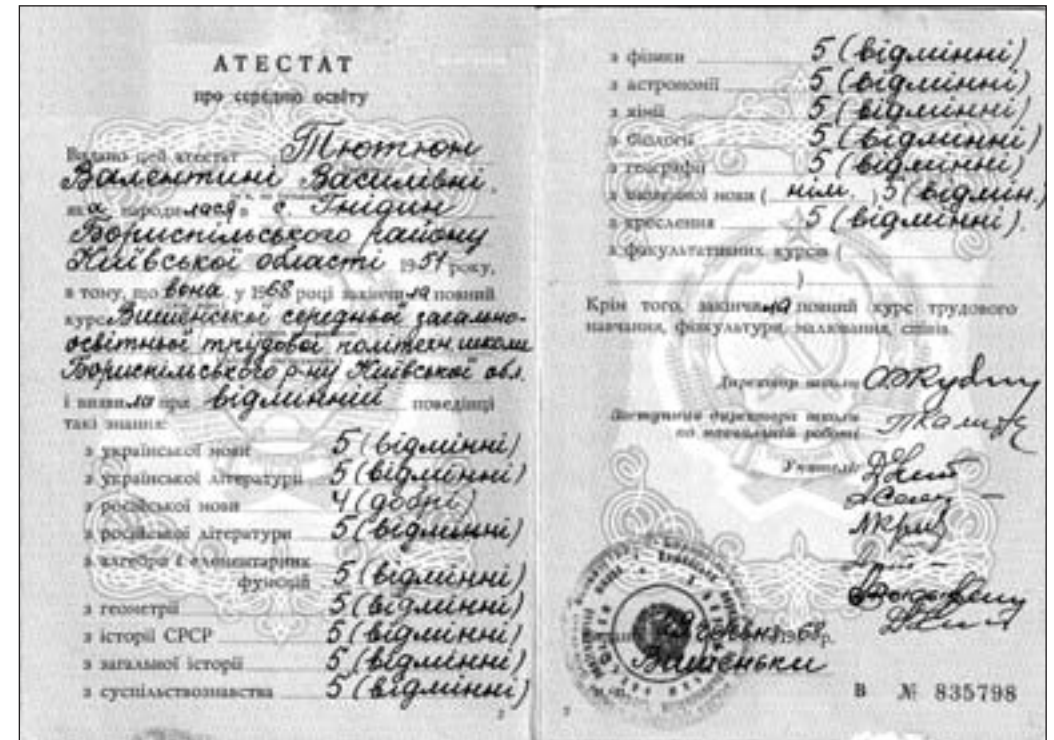 АТЕСТАТ
про середню освіту
Видано цей атестат Тютюн
Валентині Василівні,
яка народилася в с. Гнідин
Бориспільського району
Київської області 1951 року,
в тому, що вона у 1968 році закінчила повний
курс Вишенської середньої загально-
освітньої трудової політехн. школи
Бориспільського р-ну Київської обл.
і виявила при відмінній поведінці
такі знання:
з української мови 5 (відмінні)
з української літератури 5 (відмінні)
з російської мови 4 (добрі)
з російської літератури 5 (відмінні)
з алгебри і елементарних
функцій 5 (відмінні)
з геометрії 5 (відмінні)
з історії СРСР 5 (відмінні)
з загальної історії 5 (відмінні)
з суспільствознавства 5 (відмінні)
2
з фізики 5 (відмінні)
з астрономії 5 (відмінні)
з хімії 5 (відмінні)
з біології 5 (відмінні)
з географії 5 (відмінні)
з іноземної мови ( нім. ) 5 (відмін.)
з креслення 5 (відмінні).
з факультативних курсів (
)
Крім того, закінчила повний курс трудового
навчання, фізкультури, малювання, співів.
Директор школи
Заступник директора школи
по навчальній роботі
Учителі:
Видано червня 1968 р.
Вишеньки
В № 835798